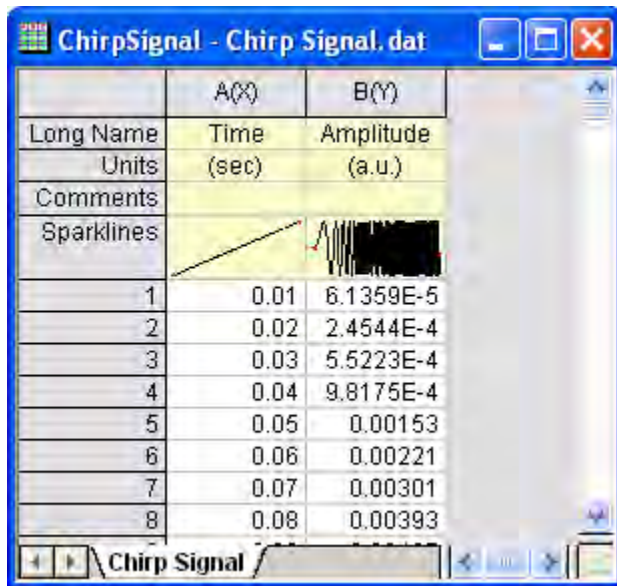 ChirpSignal - Chirp Signal.dat
A(X) B(Y)
Long Name Time Amplitude
Units (sec) (a.u.)
Comments
Sparklines
1 0.01 6.1359E-5
2 0.02 2.4544E-4
3 0.03 5.5223E-4
4 0.04 9.8175E-4
5 0.05 0.00153
6 0.06 0.00221
7 0.07 0.00301
8 0.08 0.00393
Chirp Signal